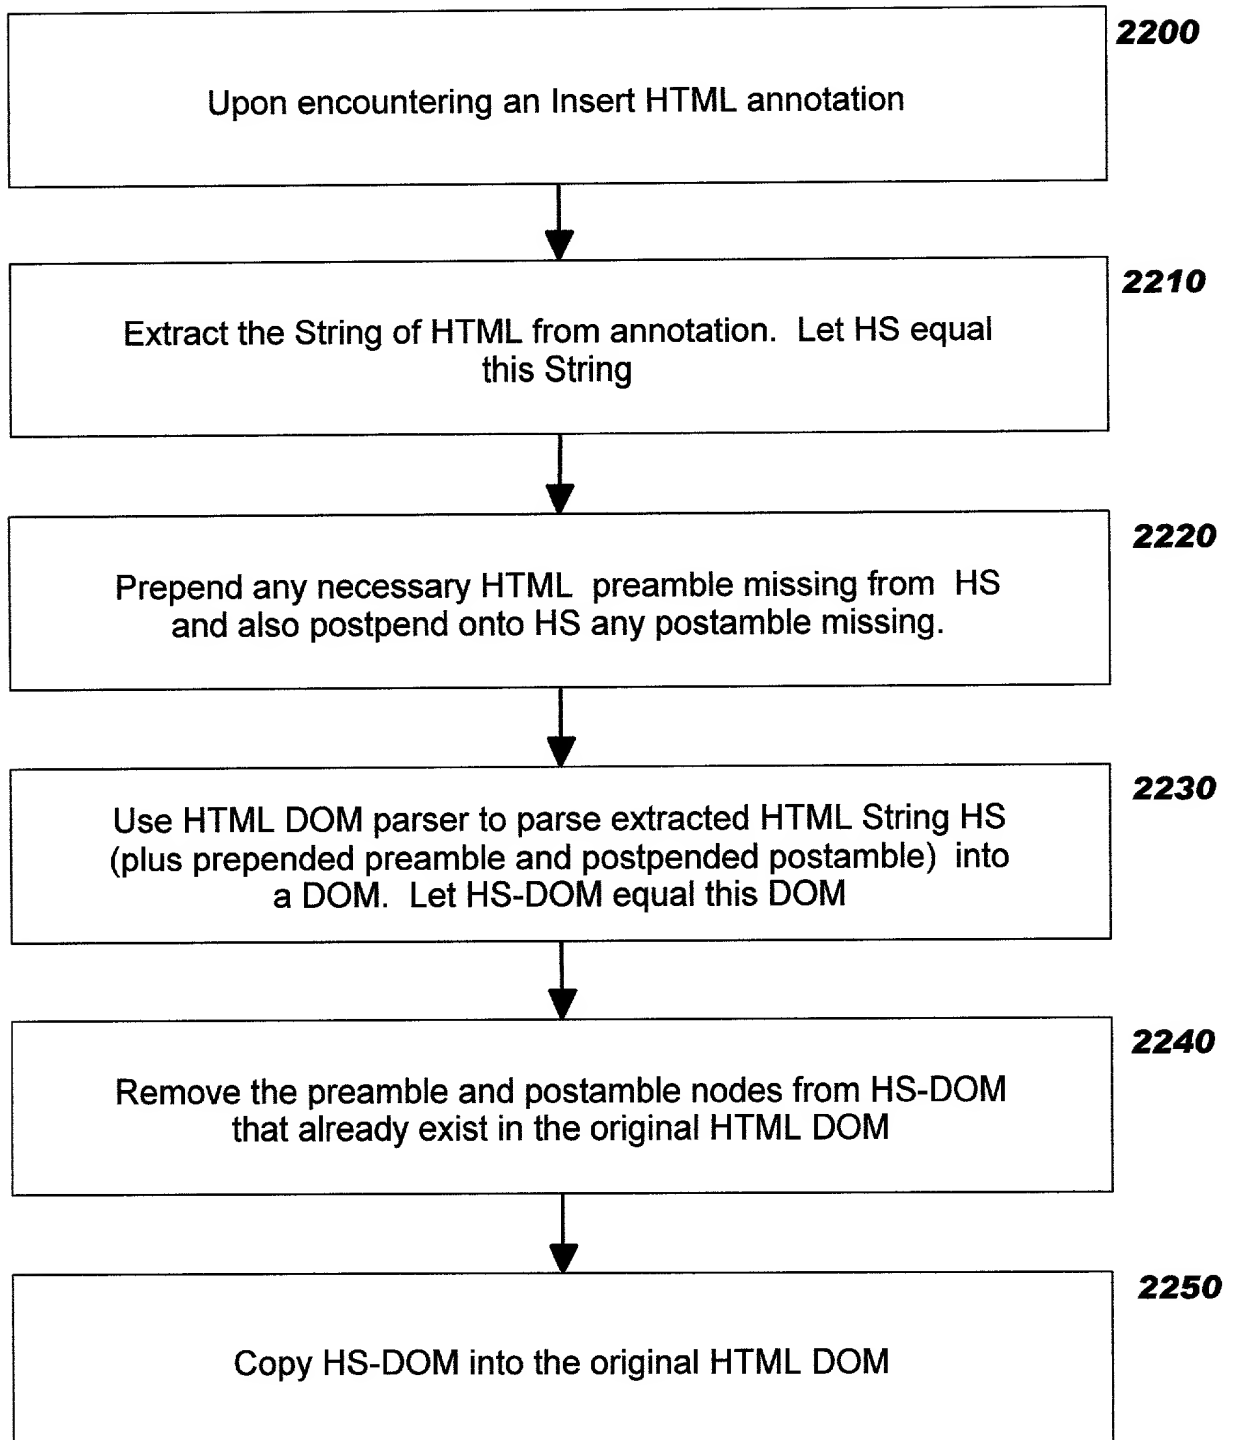 2200
Upon encountering an Insert HTML annotation
2210
Extract the String of HTML from annotation. Let HS equal
this String
2220
Prepend any necessary HTML preamble missing from HS
and also postpend onto HS any postamble missing.
2230
Use HTML DOM parser to parse extracted HTML String HS
(plus prepended preamble and postpended postamble) into
a DOM. Let HS-DOM equal this DOM
2240
Remove the preamble and postamble nodes from HS-DOM
that already exist in the original HTML DOM
2250
Copy HS-DOM into the original HTML DOM